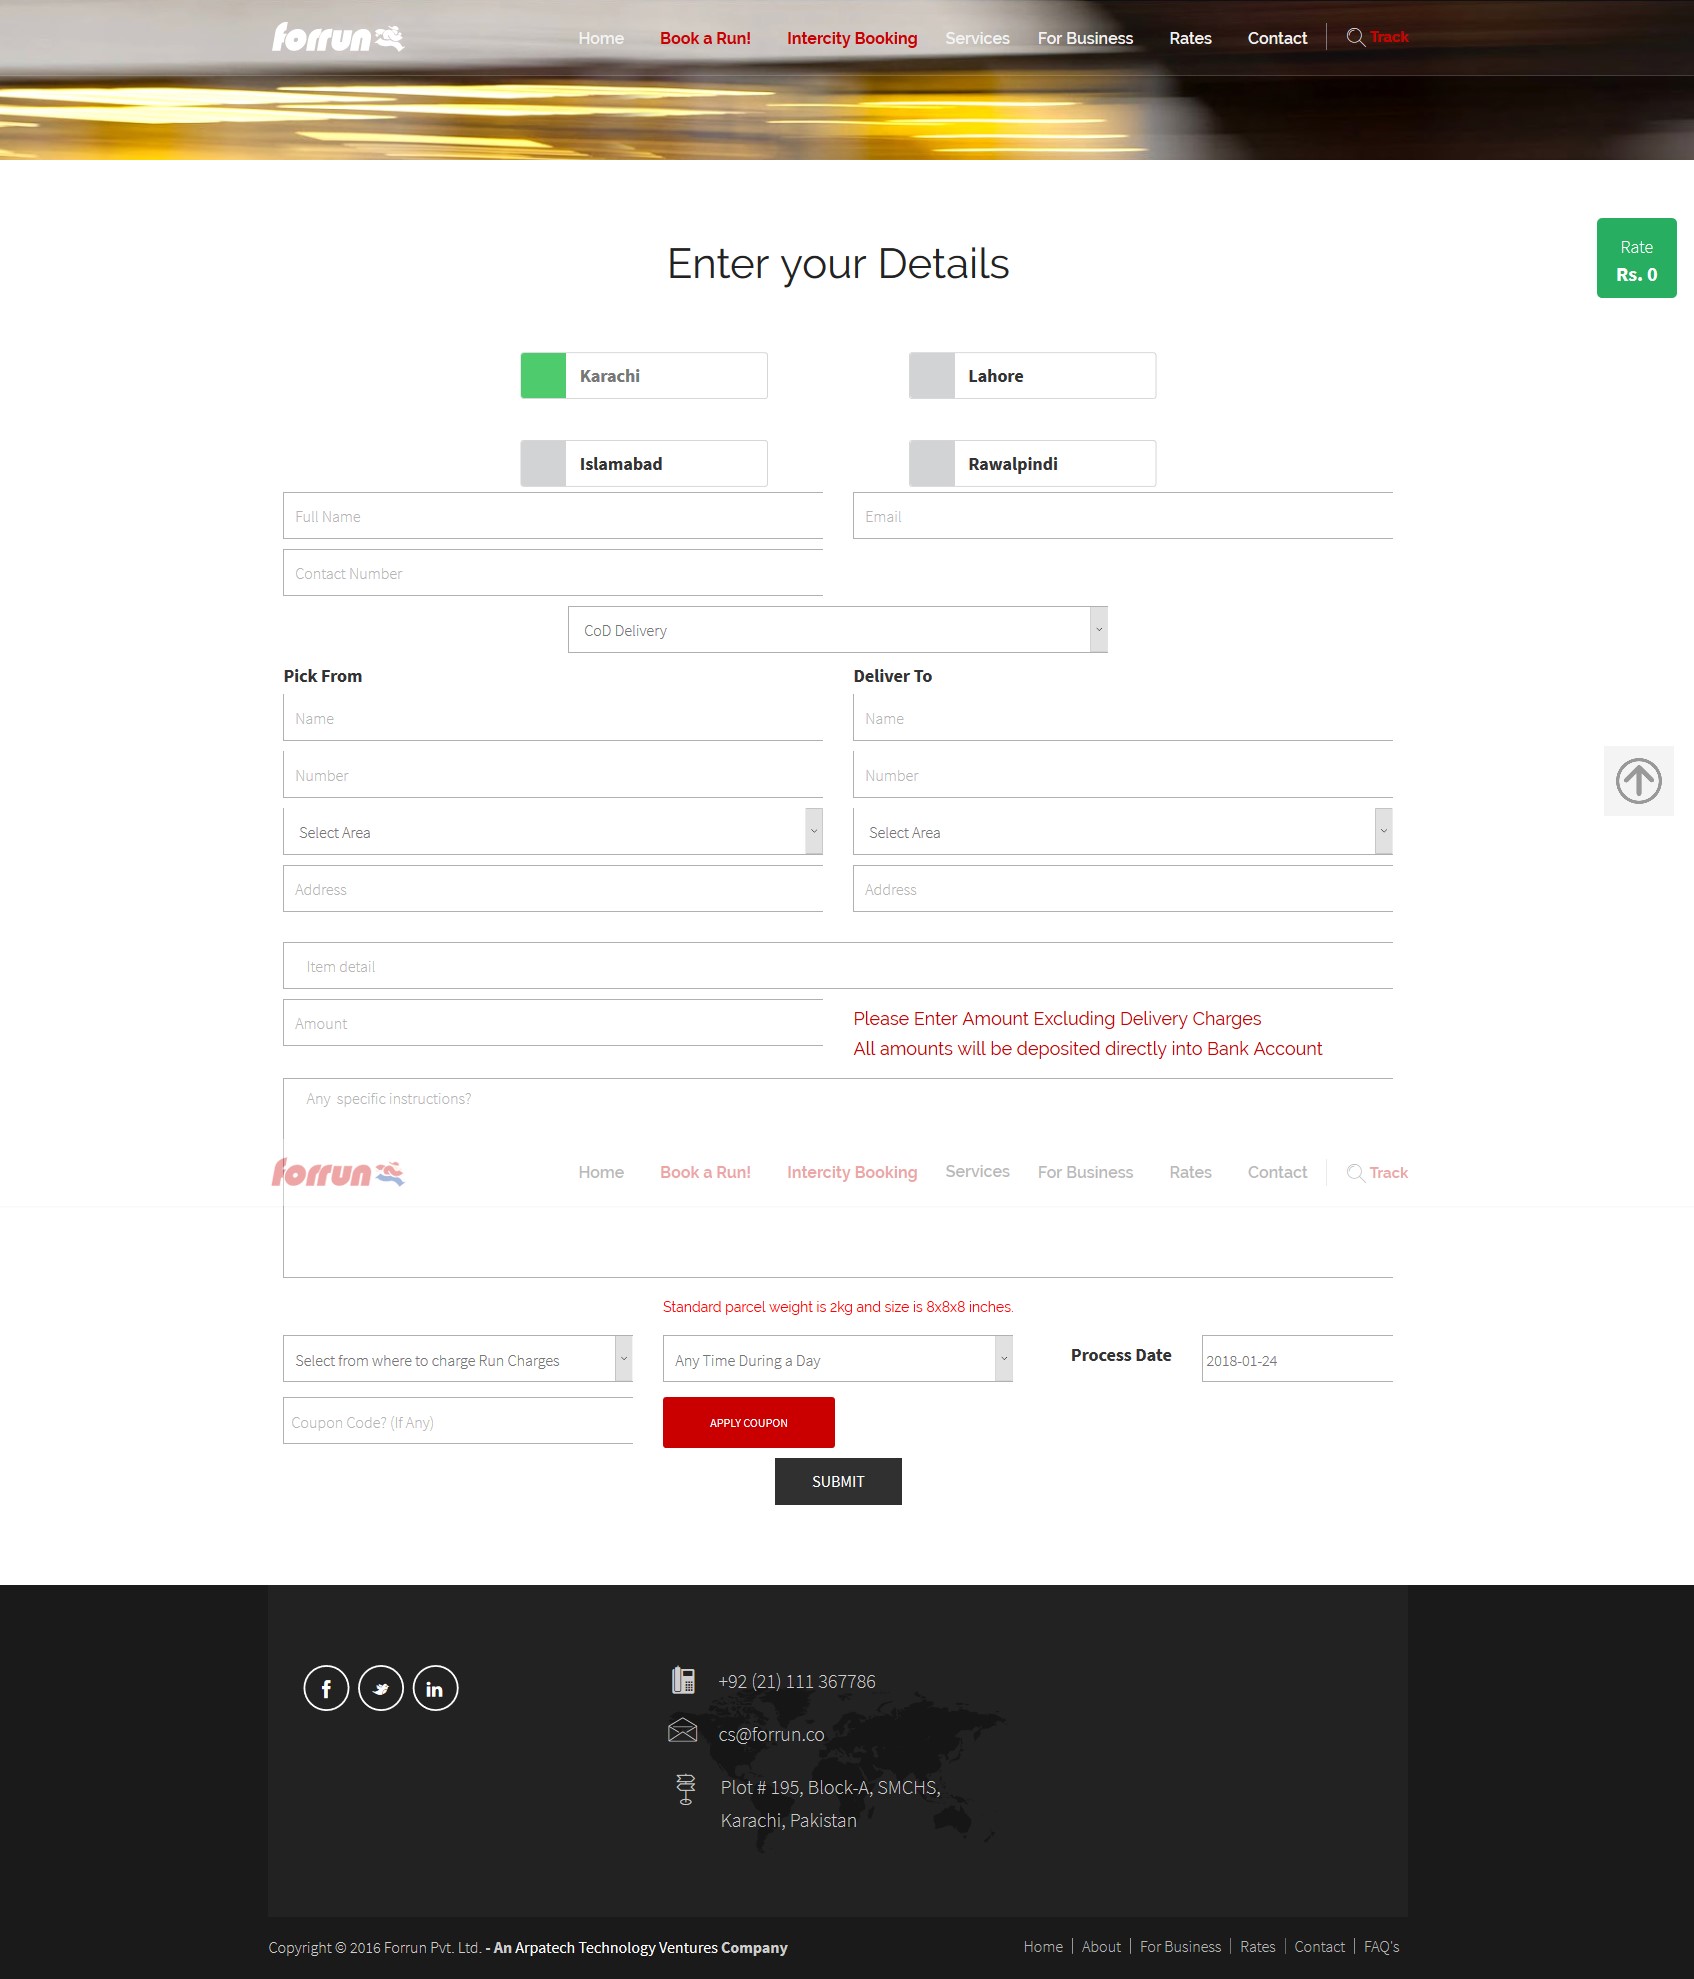 forrun
Home Book a Run! Intercity Booking Services For Business Rates Contact Track
Rate
Rs. 0
Enter your Details
Karachi Lahore
Islamabad Rawalpindi
Full Name Email
Contact Number
CoD Delivery
Pick From Deliver To
Name Name
Number Number
Select Area Select Area
Address Address
Item detail
Amount
Please Enter Amount Excluding Delivery Charges
All amounts will be deposited directly into Bank Account
Any specific instructions?
forrun
Home Book a Run! Intercity Booking Services For Business Rates Contact Track
Standard parcel weight is 2kg and size is 8x8x8 inches.
Select from where to charge Run Charges Any Time During a Day Process Date 2018-01-24
Coupon Code? (If Any) APPLY COUPON
SUBMIT
+92 (21) 111 367786
cs@forrun.co
Plot # 195, Block-A, SMCHS,
Karachi, Pakistan
Copyright © 2016 Forrun Pvt. Ltd. - An Arpatech Technology Ventures Company
Home | About | For Business | Rates | Contact | FAQ's